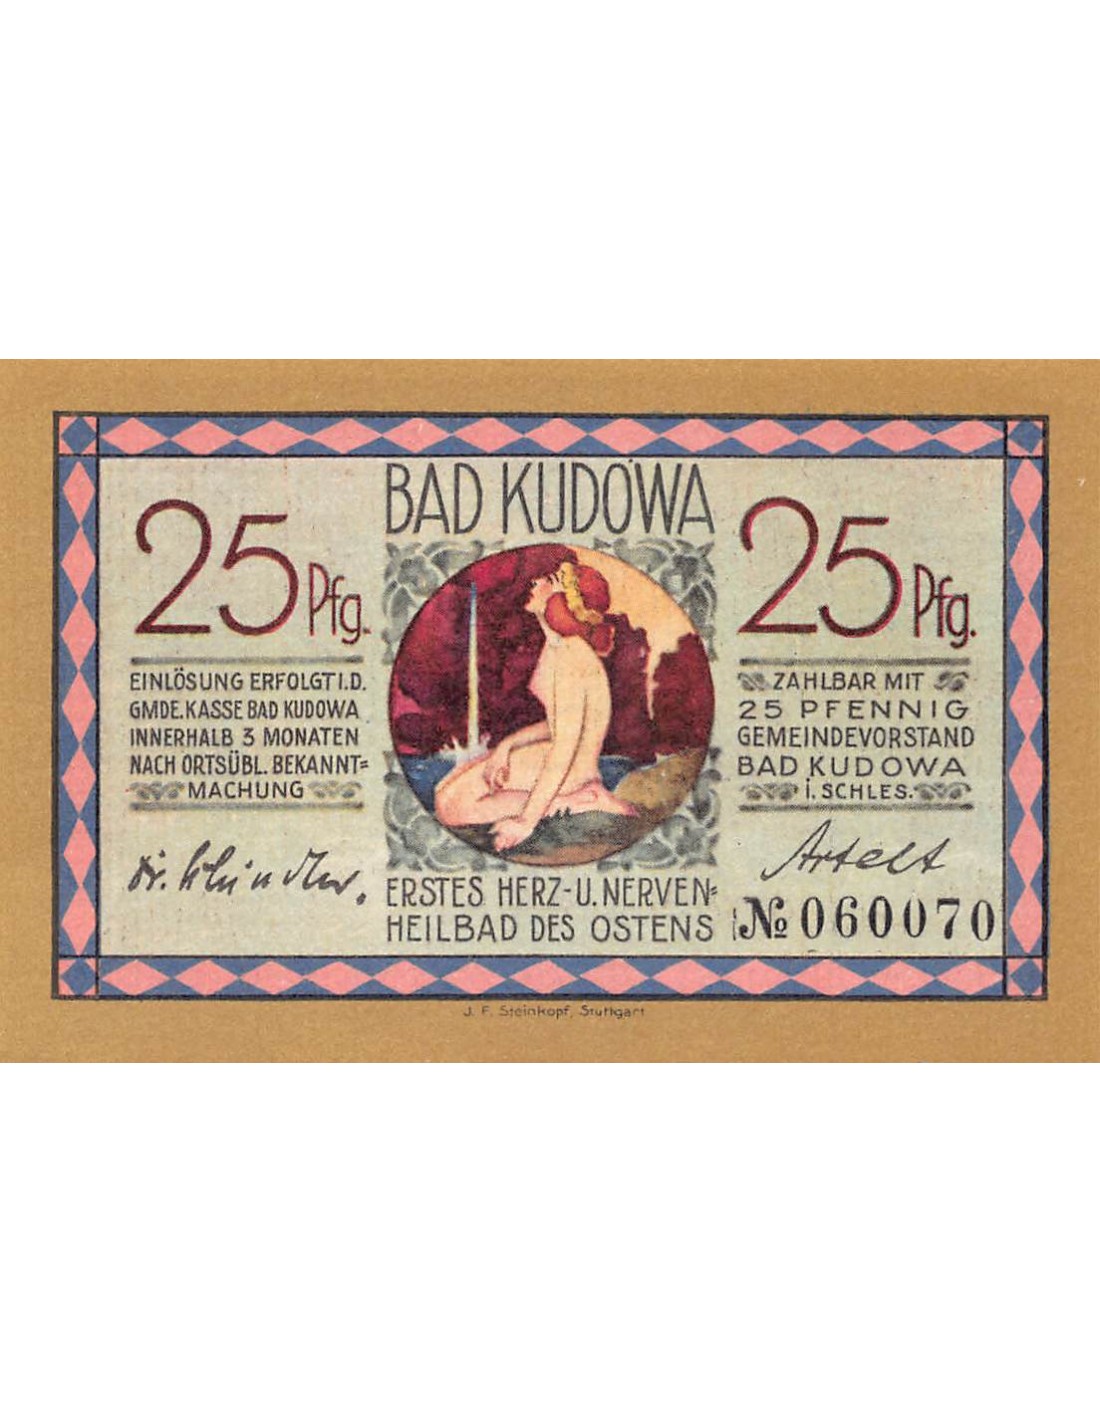 BAD KUDOWA
25 Pfg.
25 Pfg.
EINLÖSUNG ERFOLGT I. D.
GMDE. KASSE BAD KUDOWA
INNERHALB 3 MONATEN
NACH ORTSÜBL. BEKANNT=
MACHUNG
ZAHLBAR MIT
25 PFENNIG
GEMEINDEVORSTAND
BAD KUDOWA
i. SCHLES.
Artelt
ERSTES HERZ-U. NERVEN=
HEILBAD DES OSTENS
№ 060070
J. F. Steinkopf, Stuttgart